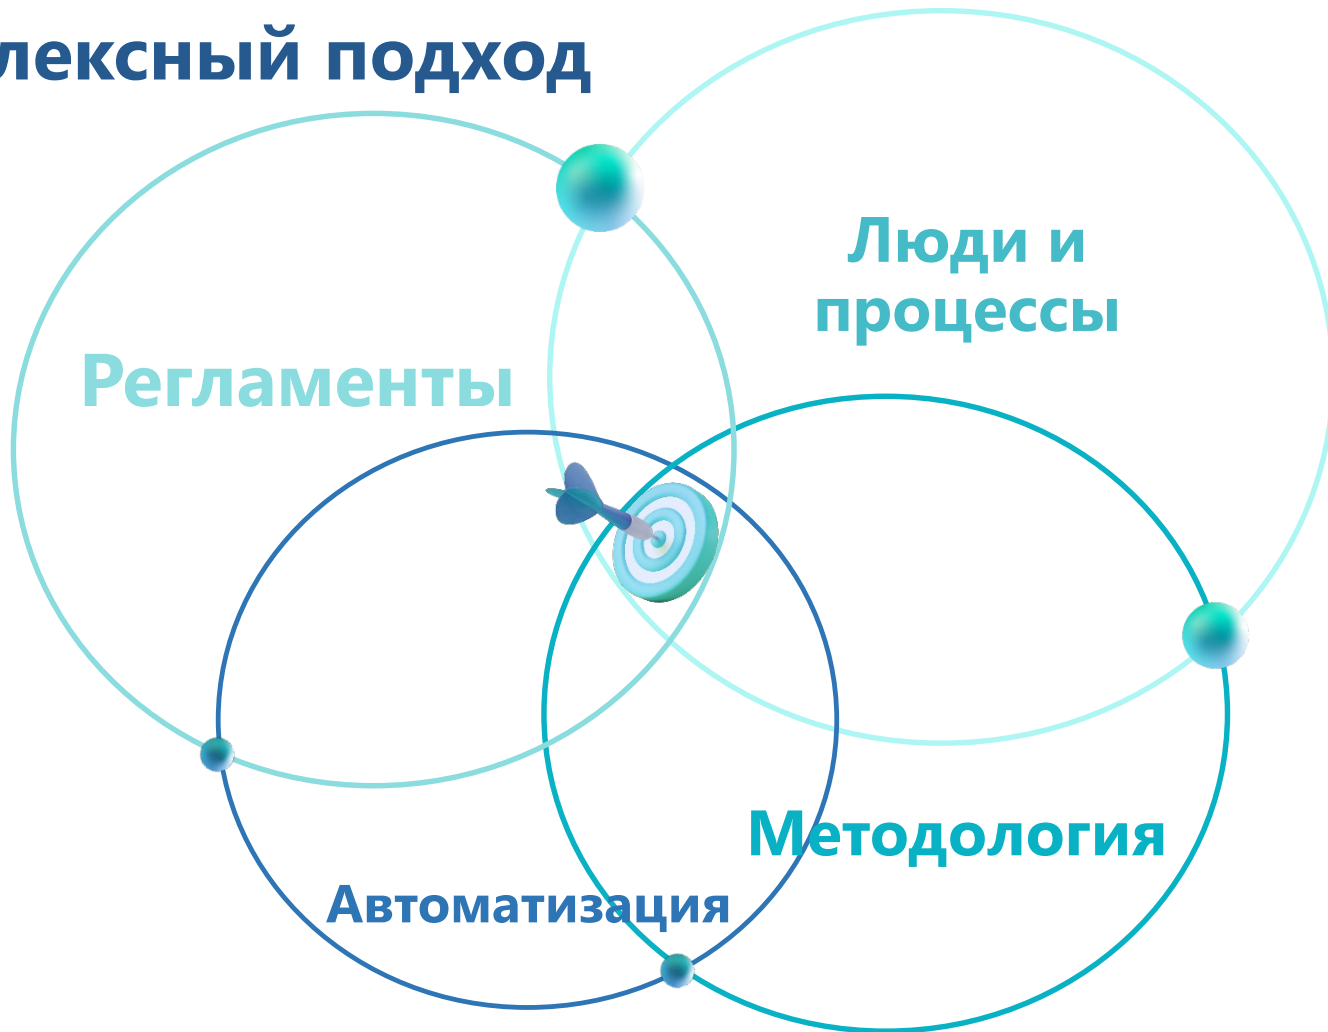 лексный подход
Люди и
процессы
Регламенты
Методология
Автоматизация